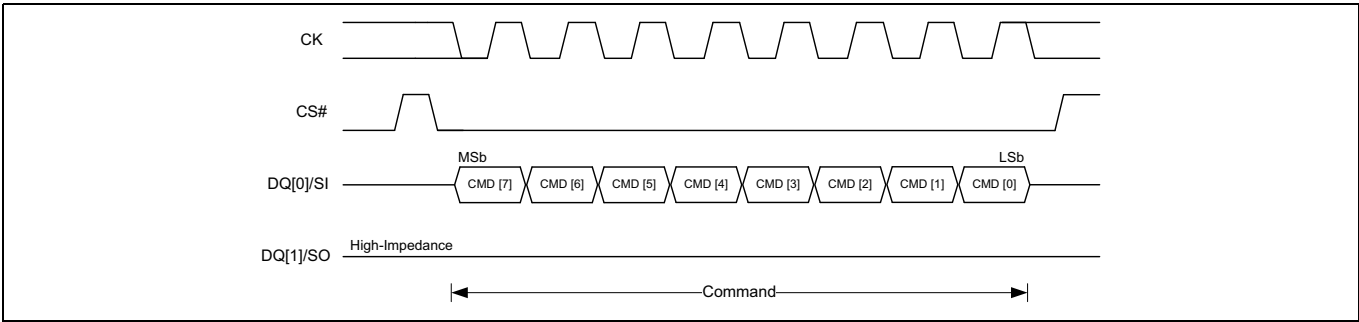 CK
CS#
MSb LSb
DQ[0]/SI CMD [7] CMD [6] CMD [5] CMD [4] CMD [3] CMD [2] CMD [1] CMD [0]
High-Impedance
DQ[1]/SO
Command